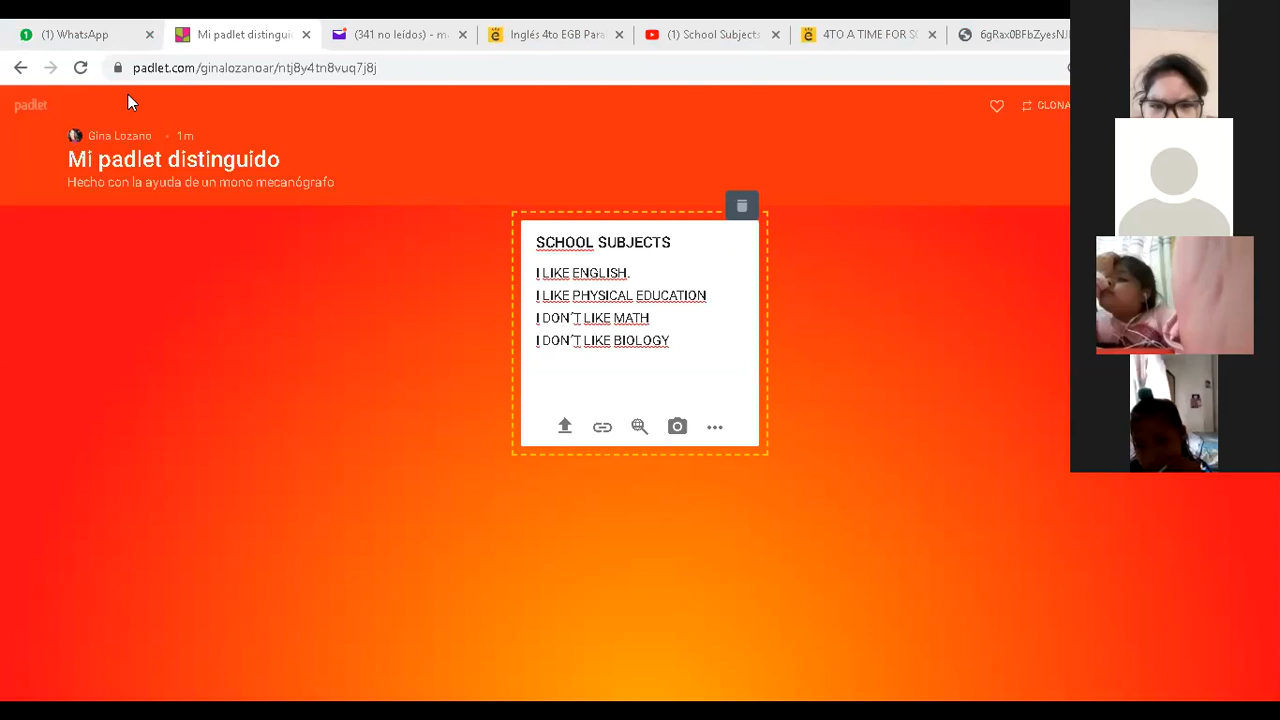 (1) WhatsApp
Mi padlet distingui
(341 no leídos) - m
Inglés 4to EGB Para
(1) School Subjects
4TO A TIME FOR S
6gRax0BFbZyesNJ
padlet.com/ginalozanoar/ntj8y4tn8vuq7j8j
padlet
CLONA
Gina Lozano • 1m
Mi padlet distinguido
Hecho con la ayuda de un mono mecanógrafo
SCHOOL SUBJECTS
I LIKE ENGLISH.
I LIKE PHYSICAL EDUCATION
I DON´T LIKE MATH
I DON´T LIKE BIOLOGY